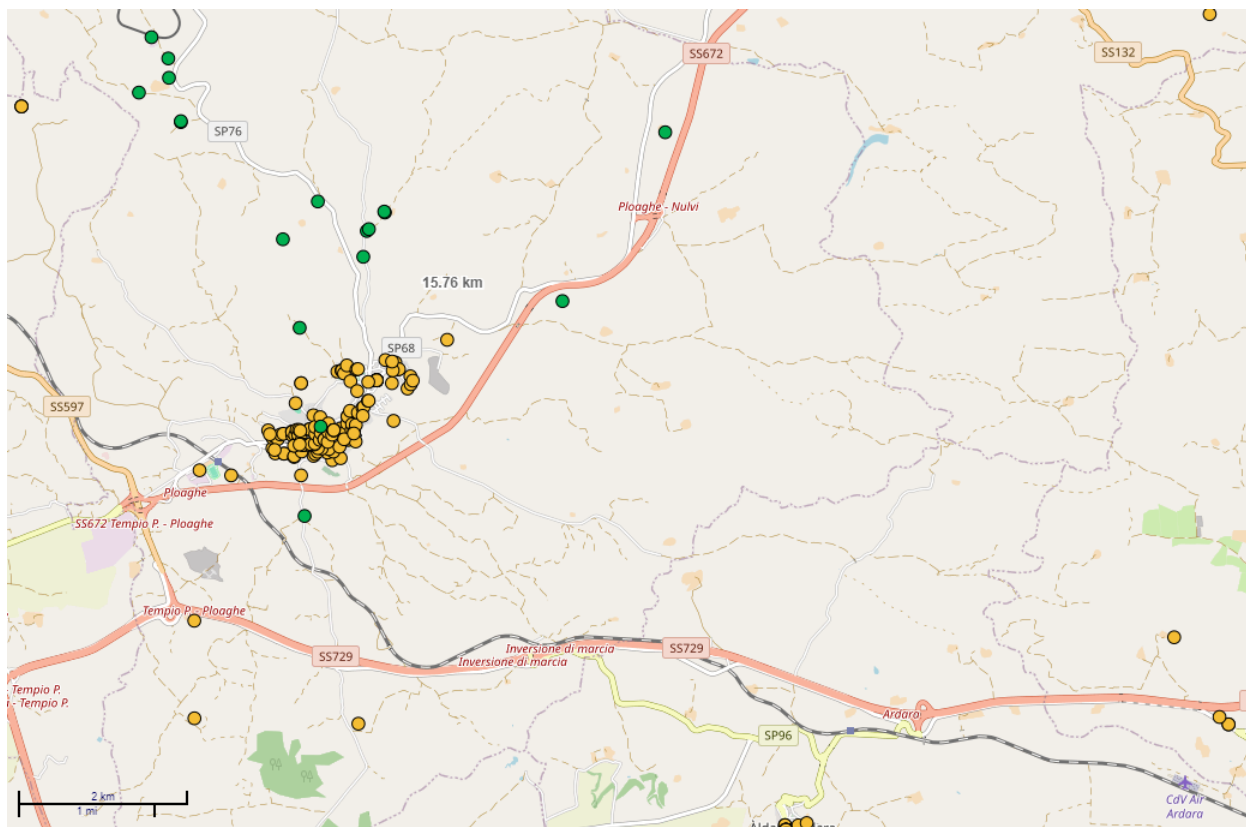 SS672
SS132
SP76
Ploaghe - Nulvi
15.76 km
SP68
SS597
Ploaghe
SS672 Tempio P. - Ploaghe
Tempio P. - Ploaghe
SS729
Inversione di marcia
SS729
Inversione di marcia
Tempio P.
- Tempio P.
Ardara
SP96
2 km
1 mi
CdV Air
Ardara